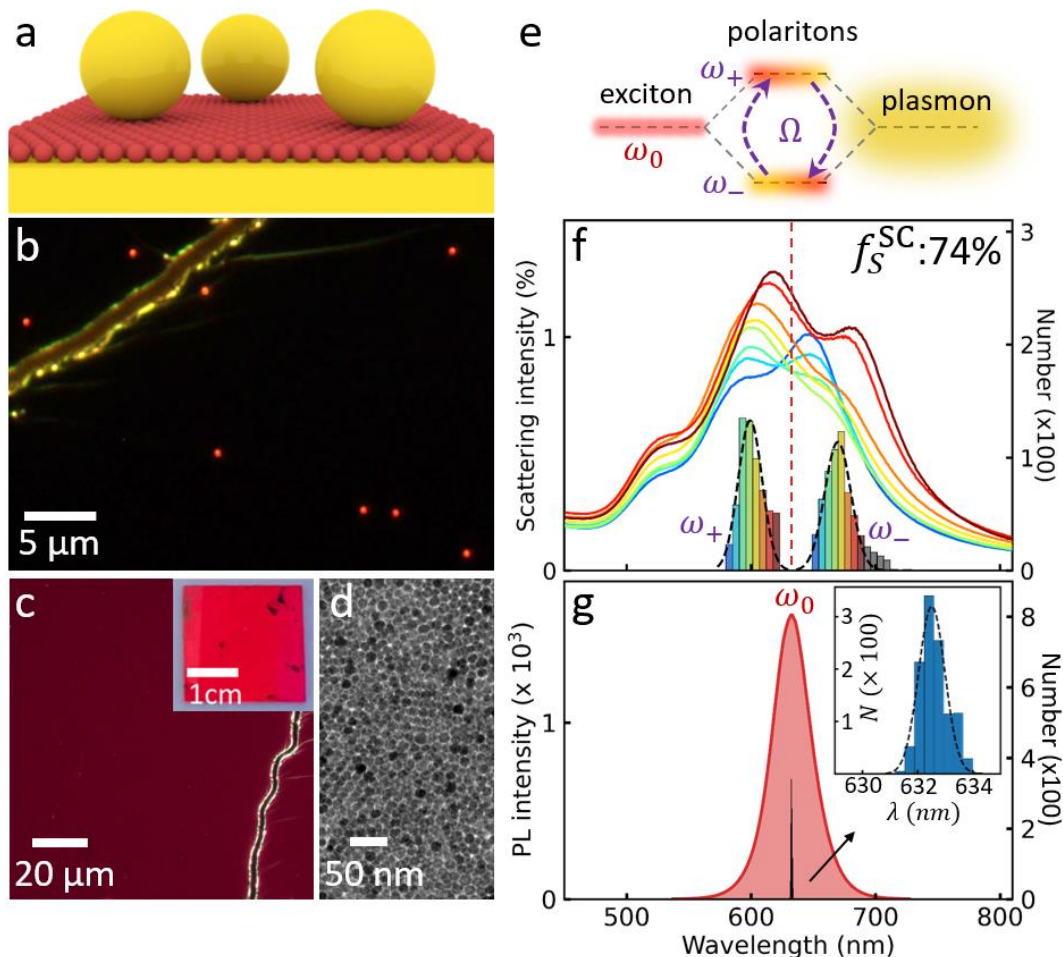 a
b
5 μm
c
1cm
20 μm
d
50 nm
e
polaritons
ω₊
exciton
plasmon
Ω
ω₀
ω₋
f
f_S^SC:74%
3
2
1
0
Number (x100)
1
0
Scattering intensity (%)
ω₊
ω₋
g
ω₀
8
6
4
2
0
Number (x100)
1
0
PL intensity (x 10³)
3
2
1
N (× 100)
630
632
634
λ (nm)
500
600
700
800
Wavelength (nm)